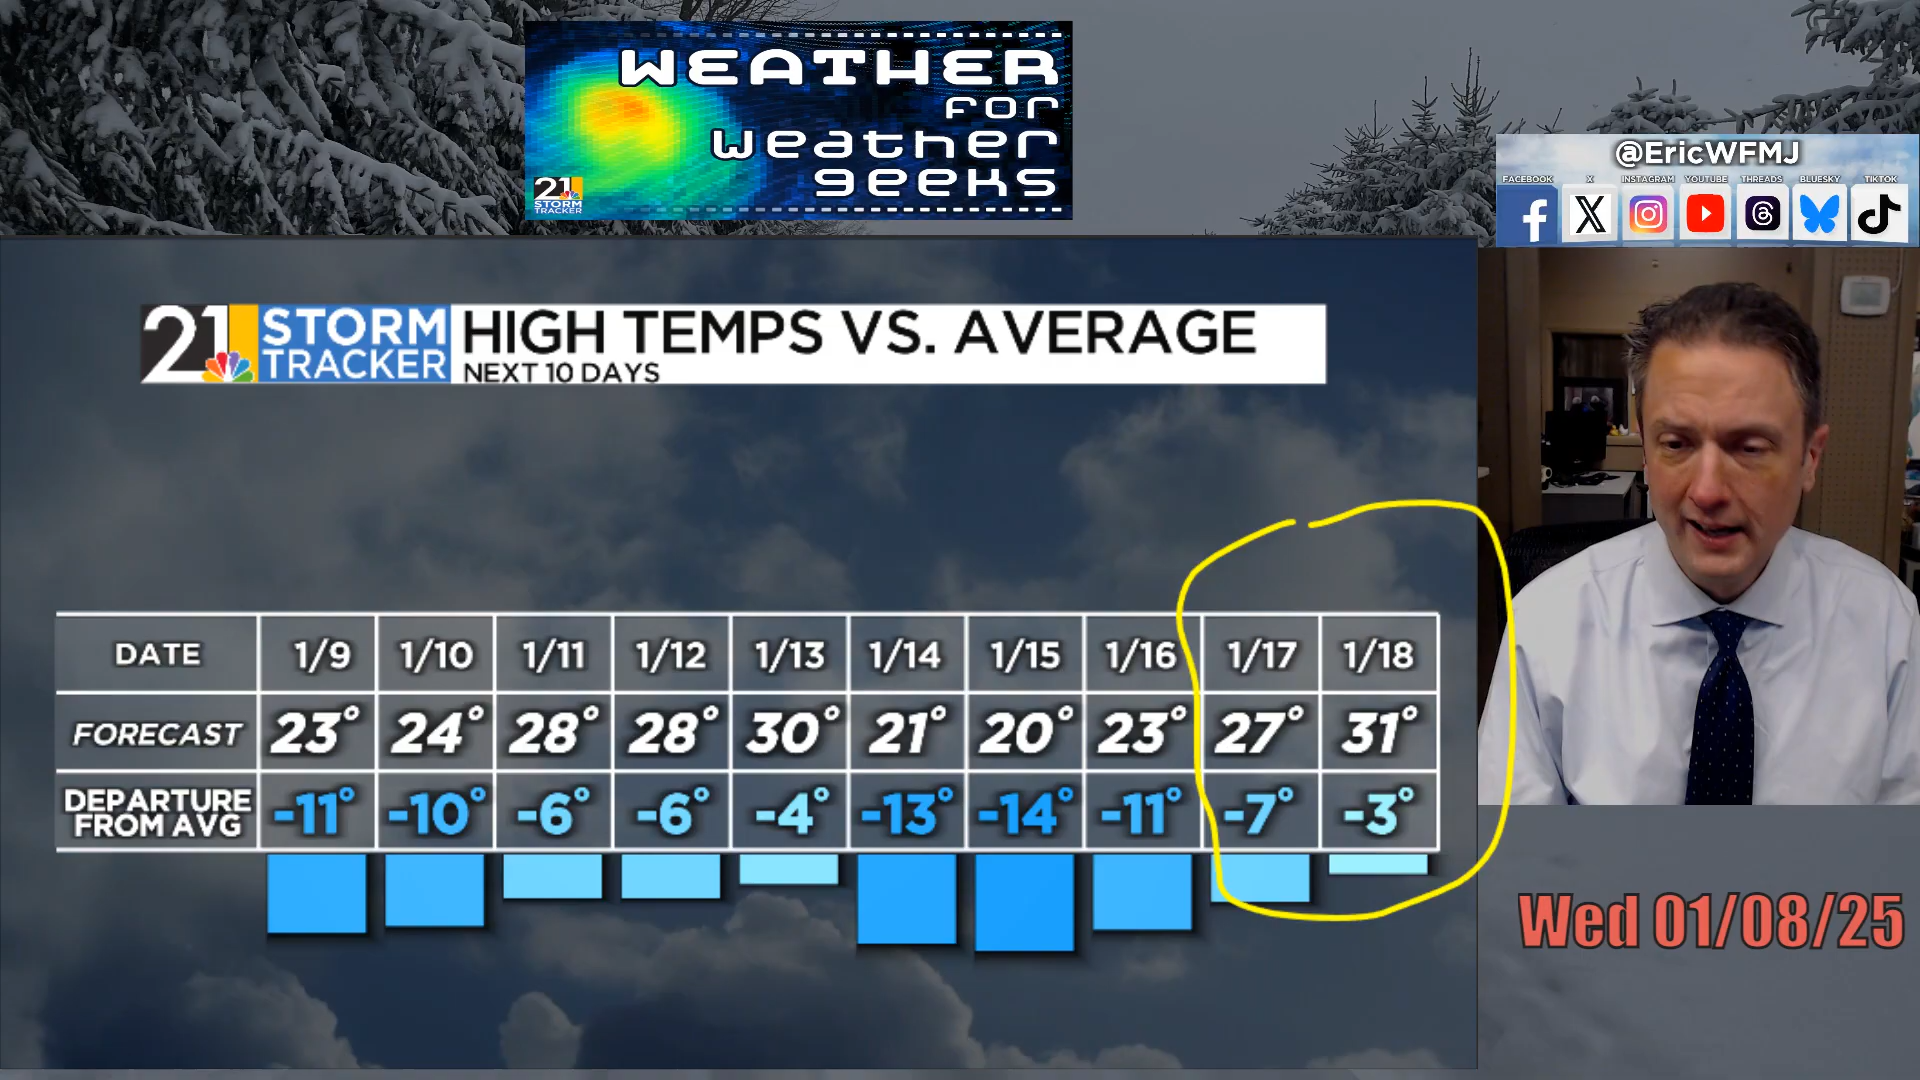 WEATHER
FOR
weather
geeks
21
STORM
TRACKER
@EricWFMJ
FACEBOOK X INSTAGRAM YOUTUBE THREADS BLUESKY TIKTOK
21 STORM TRACKER
HIGH TEMPS VS. AVERAGE
NEXT 10 DAYS
DATE 1/9 1/10 1/11 1/12 1/13 1/14 1/15 1/16 1/17 1/18
FORECAST 23° 24° 28° 28° 30° 21° 20° 23° 27° 31°
DEPARTURE FROM AVG -11° -10° -6° -6° -4° -13° -14° -11° -7° -3°
Wed 01/08/25